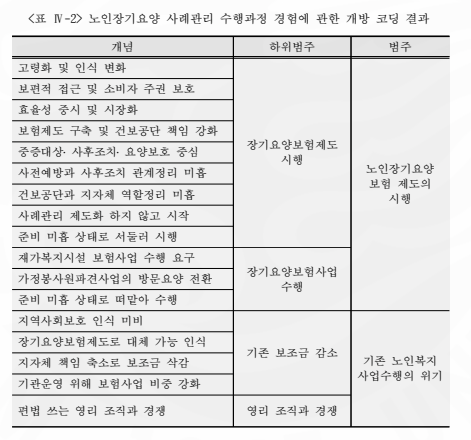 <표 Ⅳ-2> 노인장기요양 사례관리 수행과정 경험에 관한 개방 코딩 결과
개념 하위범주 범주
고령화 및 인식 변화
보편적 접근 및 소비자 주권 보호
효율성 중시 및 시장화
보험제도 구축 및 건보공단 책임 강화
중증대상· 사후조치· 요양보호 중심
사전예방과 사후조치 관계정리 미흡
건보공단과 지자체 역할정리 미흡
사례관리 제도화 하지 않고 시작
준비 미흡 상태로 서둘러 시행
장기요양보험제도
시행
재가복지시설 보험사업 수행 요구
가정봉사원파견사업의 방문요양 전환
준비 미흡 상태로 떠맡아 수행
장기요양보험사업
수행
노인장기요양
보험 제도의
시행
지역사회보호 인식 미비
장기요양보험제도로 대체 가능 인식
지자체 책임 축소로 보조금 삭감
기관운영 위해 보험사업 비중 강화
기존 보조금 감소
편법 쓰는 영리 조직과 경쟁 영리 조직과 경쟁
기존 노인복지
사업수행의 위기